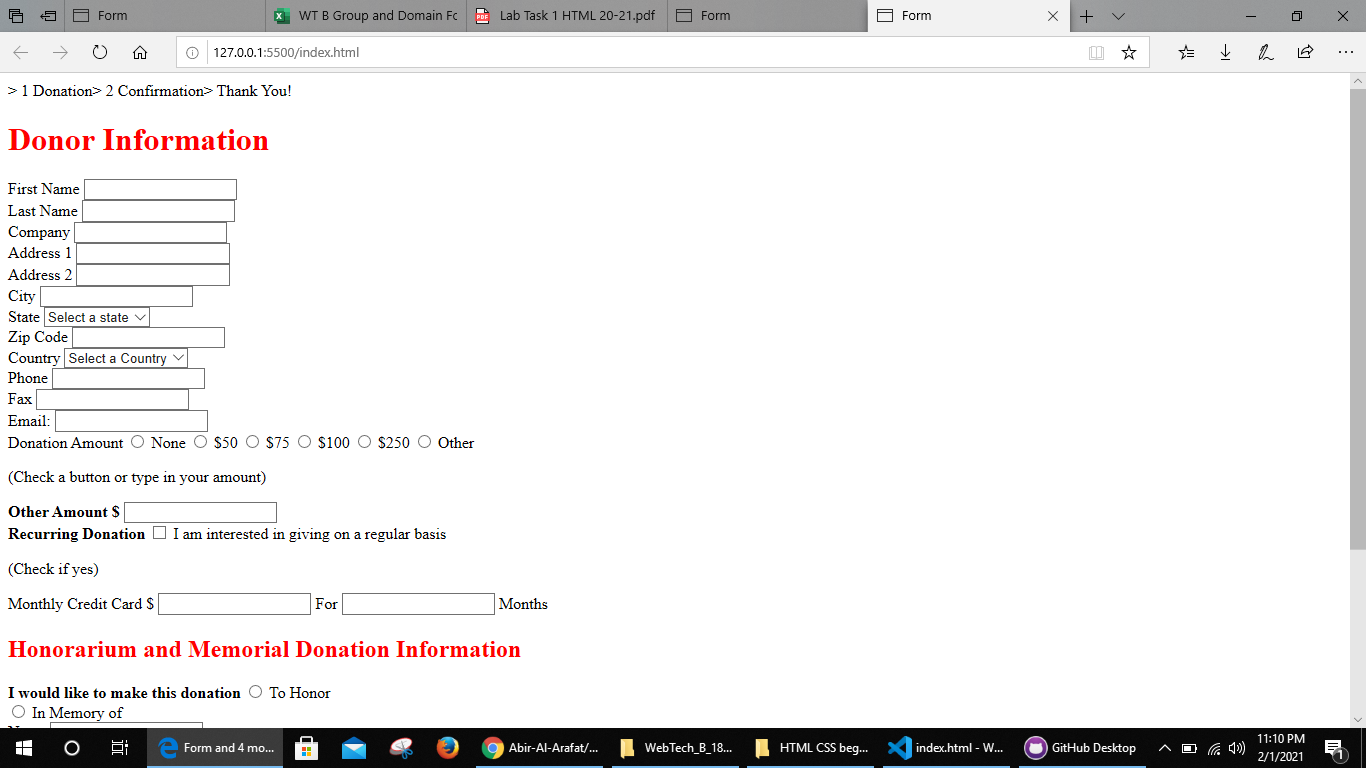 Form
WT B Group and Domain Fo
Lab Task 1 HTML 20-21.pdf
Form
Form
127.0.0.1:5500/index.html
> 1 Donation> 2 Confirmation> Thank You!
Donor Information
First Name
Last Name
Company
Address 1
Address 2
City
State Select a state
Zip Code
Country Select a Country
Phone
Fax
Email:
Donation Amount None $50 $75 $100 $250 Other
(Check a button or type in your amount)
Other Amount $
Recurring Donation I am interested in giving on a regular basis
(Check if yes)
Monthly Credit Card $ For Months
Honorarium and Memorial Donation Information
I would like to make this donation To Honor
In Memory of
Form and 4 mo...
Abir-Al-Arafat/...
WebTech_B_18...
HTML CSS beg...
index.html - W...
GitHub Desktop
11:10 PM
2/1/2021
1